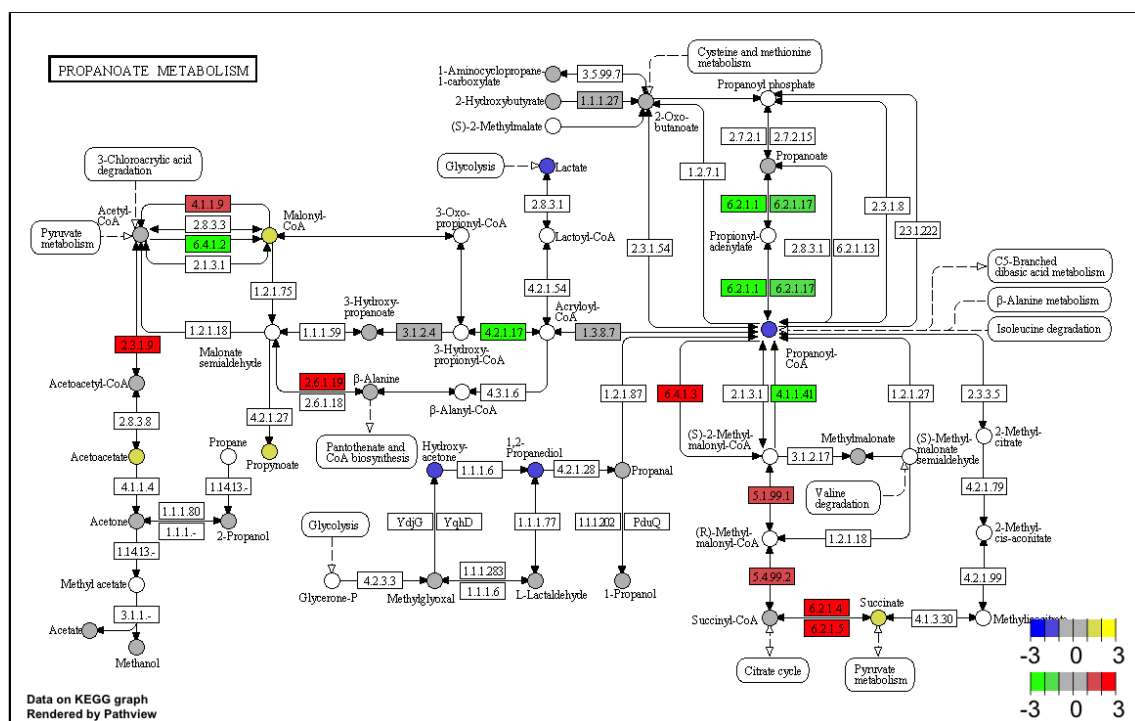 PROPANOATE METABOLISM
Cysteine and methionine
metabolism
1-Aminocyclopropane
1-carboxylate
3.5.99.7
Propanoyl phosphate
2-Hydroxybutyrate
1.1.1.27
2-Oxo-
butanoate
(S)-2-Methylmalate
2.7.2.1
2.7.2.15
3-Chloroacrylic acid
degradation
Glycolysis
Lactate
1.2.7.1
Propanoate
4.1.1.9
Acetyl-
CoA
2.8.3.3
Malonyl-
CoA
3-Oxo-
propionyl-CoA
2.8.3.1
6.2.1.1
6.2.1.17
2.3.1.8
Pyruvate
metabolism
6.4.1.2
Lactoyl-CoA
Propionyl-
adenylate
2.3.1.222
2.1.3.1
2.3.1.54
2.8.3.1
6.2.1.13
C5-Branched
dibasic acid metabolism
1.2.1.75
4.2.1.54
6.2.1.1
6.2.1.17
β-Alanine metabolism
3-Hydroxy-
propanoate
Acryloyl-
CoA
1.2.1.18
1.1.1.59
3.1.2.4
4.2.1.17
1.3.8.7
Isoleucine degradation
2.3.1.9
Malonate
semialdehyde
3-Hydroxy-
propionyl-CoA
Propanoyl-
CoA
Acetoacetyl-CoA
2.6.1.19
β-Alanine
2.6.1.18
4.3.1.6
β-Alanyl-CoA
1.2.1.87
6.4.1.3
2.1.3.1
4.1.1.41
1.2.1.27
2.3.3.5
2.8.3.8
4.2.1.27
Acetoacetate
Propane
Propynoate
Pantothenate and
CoA biosynthesis
Hydroxy-
acetone
1,2-
Propanediol
(S)-2-Methyl-
malonyl-CoA
Methylmalonate
(S)-Methyl-
malonate
semialdehyde
2-Methyl-
citrate
3.1.2.17
1.1.1.6
4.2.1.28
Propanal
4.1.1.4
1.14.13.-
5.1.99.1
Valine
degradation
4.2.1.79
Acetone
1.1.1.80
1.1.1.-
2-Propanol
Glycolysis
YdjG
YqhD
1.1.1.77
1.1.1.202
PduQ
(R)-Methyl-
malonyl-CoA
1.2.1.18
2-Methyl-
cis-aconitate
1.14.13.-
Methyl acetate
Glycerone-P
4.2.3.3
Methylglyoxal
1.1.1.283
1.1.1.6
L-Lactaldehyde
1-Propanol
5.4.99.2
4.2.1.99
3.1.1.-
Succinyl-CoA
6.2.1.4
6.2.1.5
Succinate
4.1.3.30
Acetate
Methanol
Citrate cycle
Pyruvate
metabolism
-3 0 3
-3 0 3
Data on KEGG graph
Rendered by Pathview